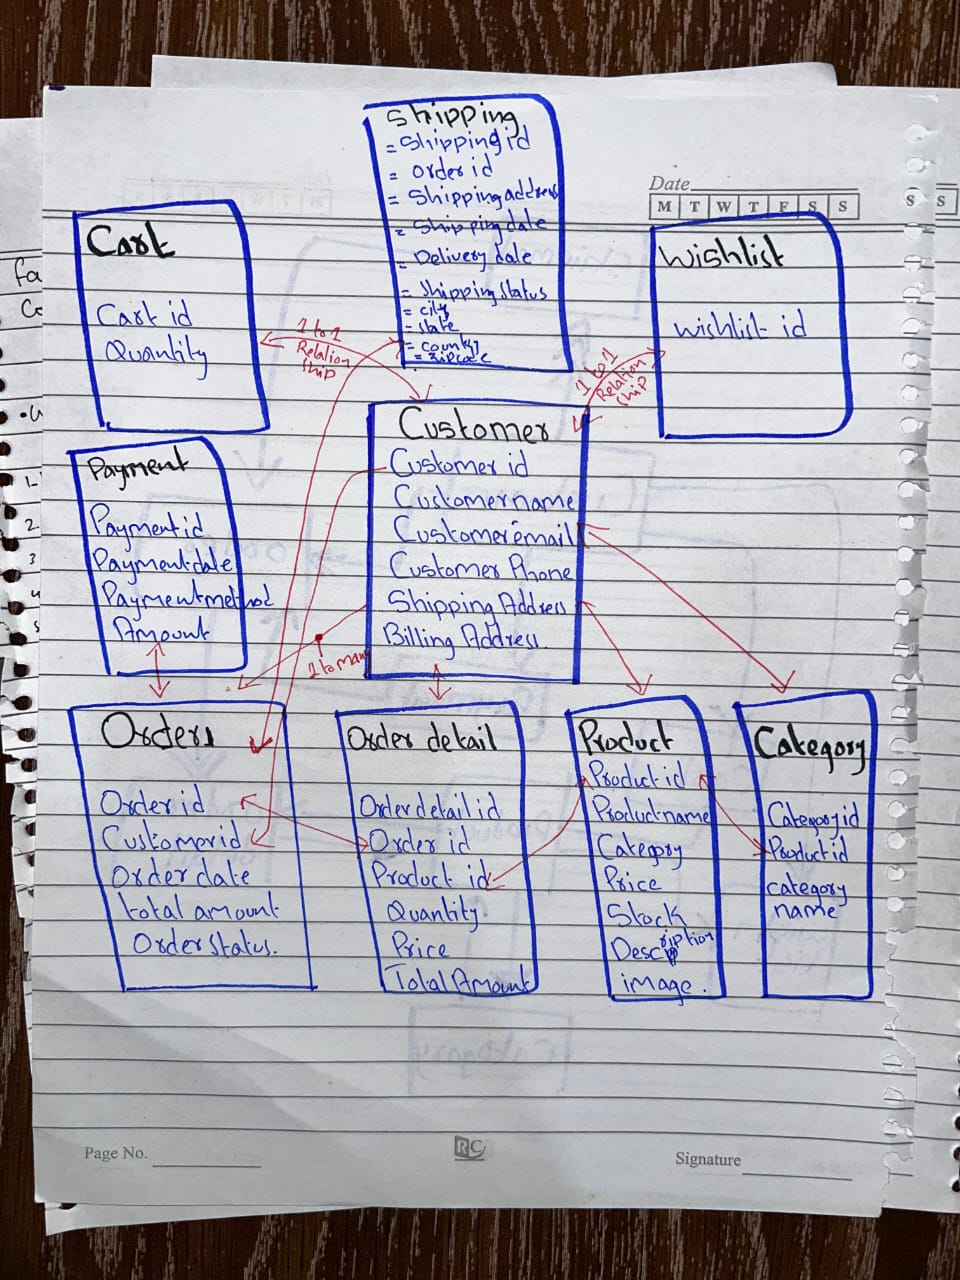 Shipping
= Shipping id
= Order id
= Shipping address
= Shipping date
= Delivery date
= Shipping status
= city
= state
= country
= zipcode
Date
M T W T F S S
S S
Cart
Cart id
Quantity
1 to 1
Relation
ship
Wishlist
wishlist id
1 to 1
Relation
ship
Customer
Customer id
Customer name
Customer email
Customer Phone
Shipping Address
Billing Address.
Payment
Payment id
Payment date
Payment method
Amount
1 to many
Orders
Order id
Customer id
Order date
total amount
Order status.
Order detail
Order detail id
Order id
Product id
Quantity
Price
Total Amount
Product
Product id
Product name
Category
Price
Stock
Description
image.
Category
Category id
Product id
category
name
Page No.
RC
Signature